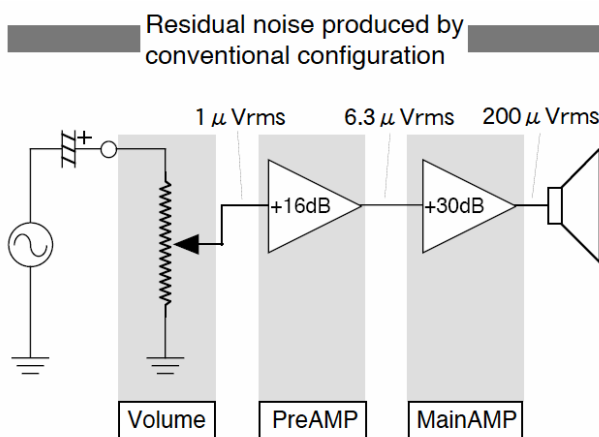 Residual noise produced by
conventional configuration
1 μ Vrms
6.3 μ Vrms
200 μ Vrms
+
+16dB
+30dB
Volume
PreAMP
MainAMP